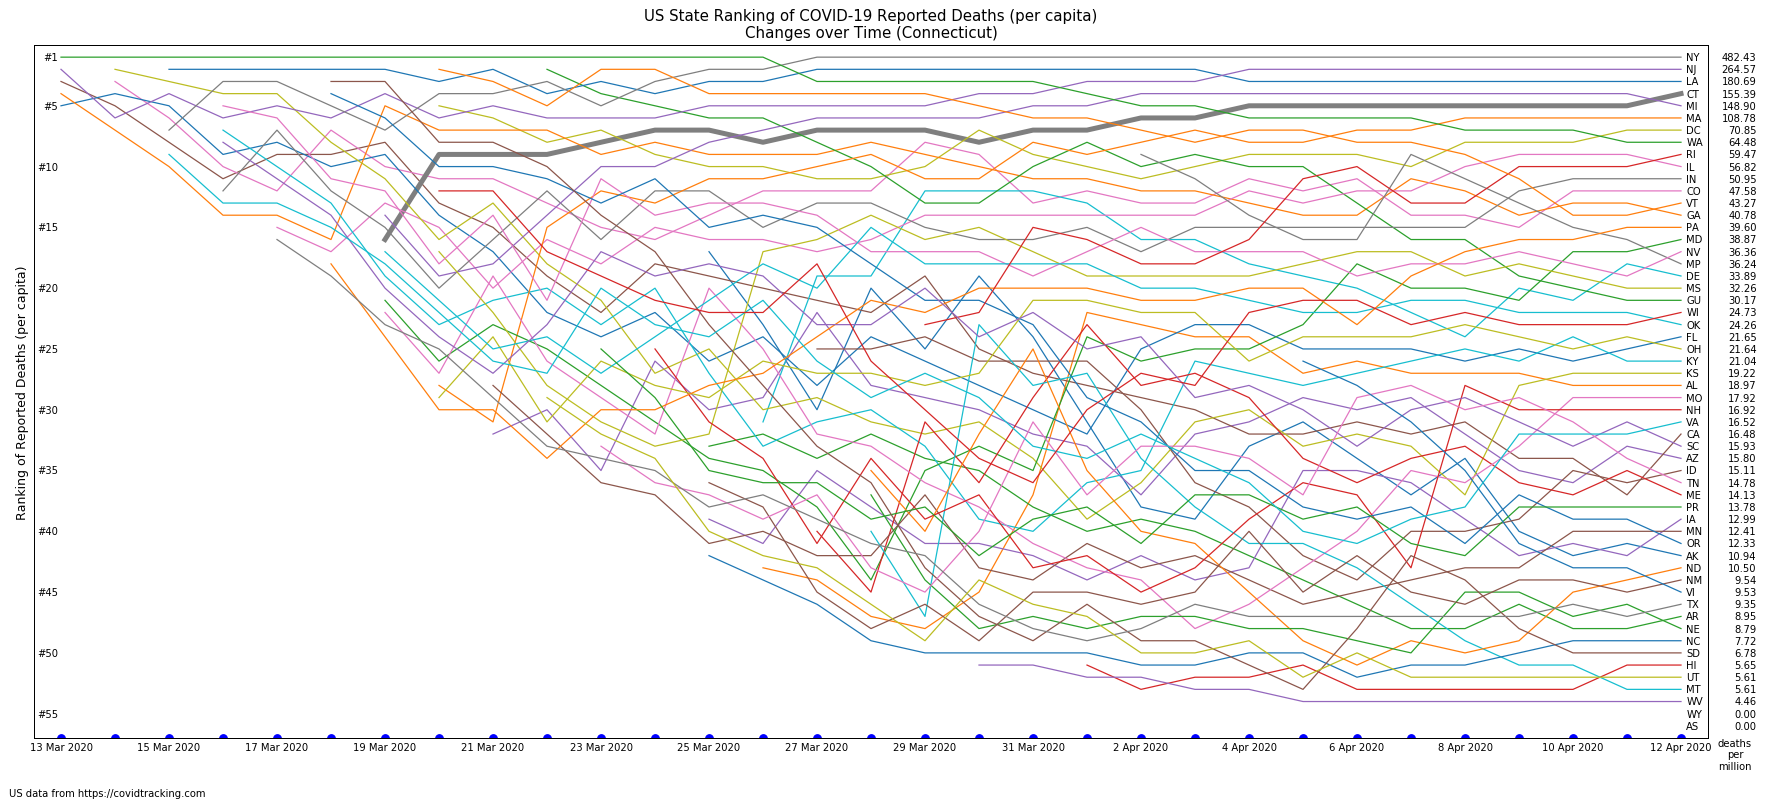 US State Ranking of COVID-19 Reported Deaths (per capita)
Changes over Time (Connecticut)
Ranking of Reported Deaths (per capita)
#1
#5
#10
#15
#20
#25
#30
#35
#40
#45
#50
#55
NY 482.43
NJ 264.57
LA 180.69
CT 155.39
MI 148.90
MA 108.78
DC 70.85
WA 64.48
RI 59.47
IL 56.82
IN 50.95
CO 47.58
VT 43.27
GA 40.78
PA 39.60
MD 38.87
NV 36.36
MP 36.24
DE 33.89
MS 32.26
GU 30.17
WI 24.73
OK 24.26
FL 21.65
OH 21.64
KY 21.04
KS 19.22
AL 18.97
MO 17.92
NH 16.92
VA 16.52
CA 16.48
SC 15.93
AZ 15.80
ID 15.11
TN 14.78
ME 14.13
PR 13.78
IA 12.99
MN 12.41
OR 12.33
AK 10.94
ND 10.50
NM 9.54
VI 9.53
TX 9.35
AR 8.95
NE 8.79
NC 7.72
SD 6.78
HI 5.65
UT 5.61
MT 5.61
WV 4.46
WY 0.00
AS 0.00
13 Mar 2020 15 Mar 2020 17 Mar 2020 19 Mar 2020 21 Mar 2020 23 Mar 2020 25 Mar 2020 27 Mar 2020 29 Mar 2020 31 Mar 2020 2 Apr 2020 4 Apr 2020 6 Apr 2020 8 Apr 2020 10 Apr 2020 12 Apr 2020
deaths
per
million
US data from https://covidtracking.com